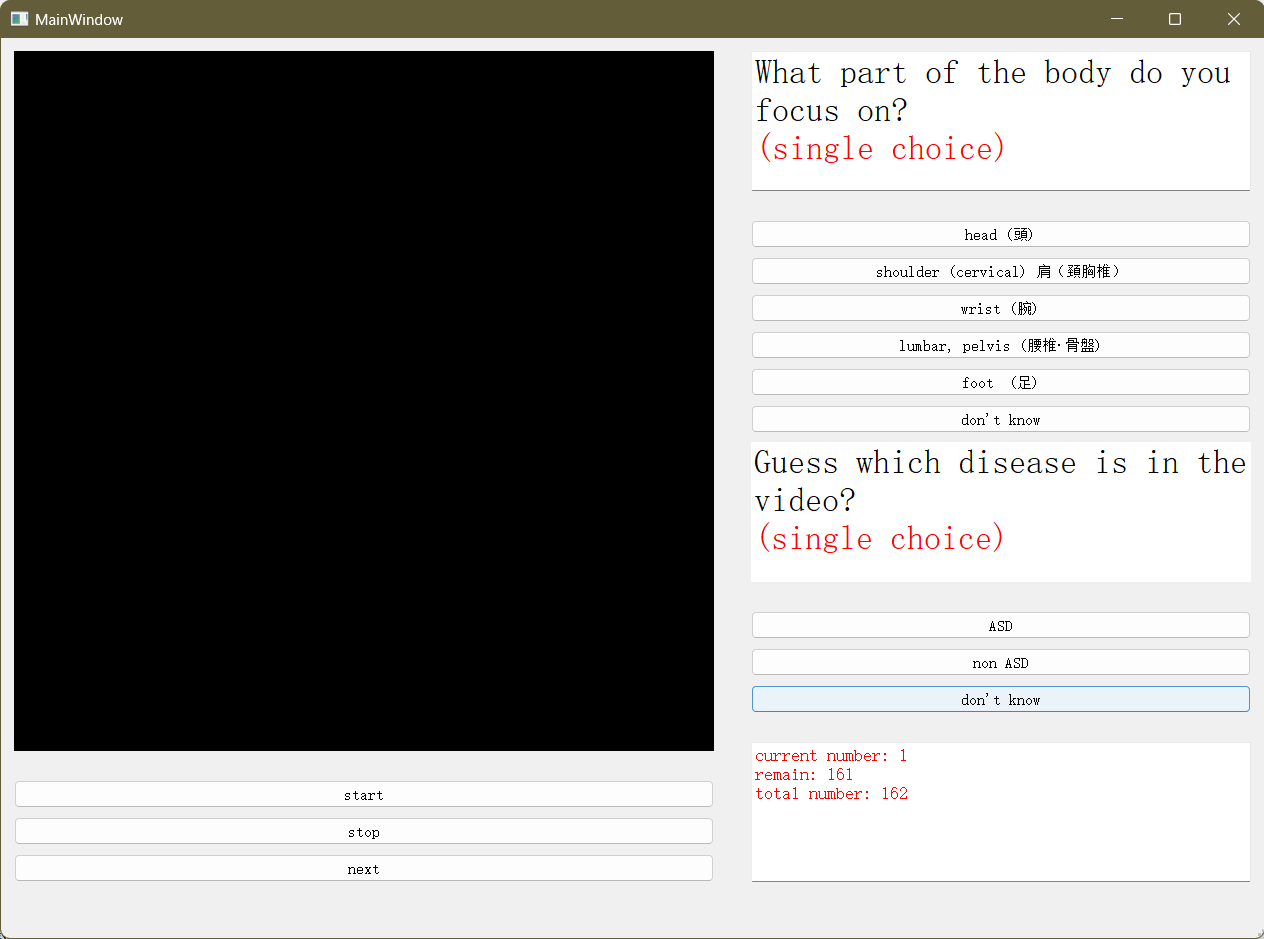 MainWindow
What part of the body do you
focus on?
(single choice)
head (頭)
shoulder (cervical) 肩（頚胸椎）
wrist (腕)
lumbar, pelvis (腰椎·骨盤)
foot （足)
don't know
Guess which disease is in the
video?
(single choice)
ASD
non ASD
don't know
current number: 1
remain: 161
total number: 162
start
stop
next